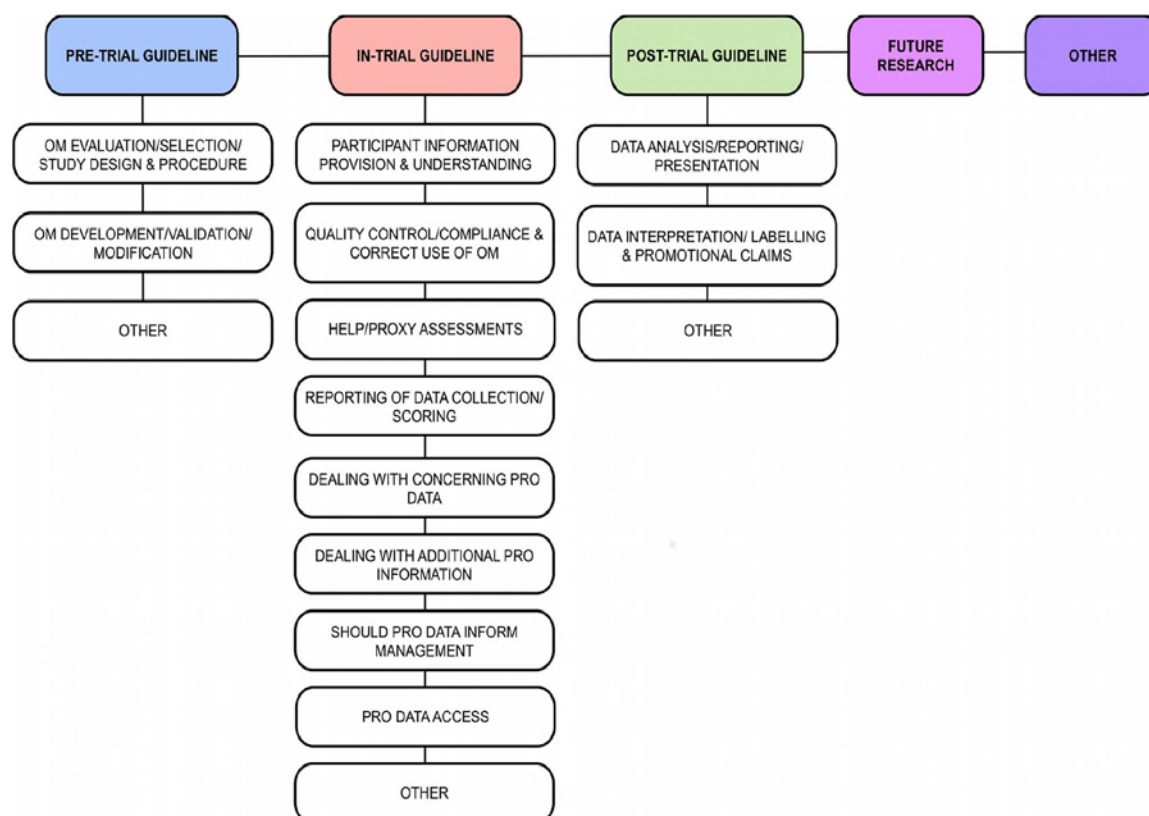 PRE-TRIAL GUIDELINE
IN-TRIAL GUIDELINE
POST-TRIAL GUIDELINE
FUTURE
RESEARCH
OTHER
OM EVALUATION/SELECTION/
STUDY DESIGN & PROCEDURE
OM DEVELOPMENT/VALIDATION/
MODIFICATION
OTHER
PARTICIPANT INFORMATION
PROVISION & UNDERSTANDING
QUALITY CONTROL/COMPLIANCE &
CORRECT USE OF OM
HELP/PROXY ASSESSMENTS
REPORTING OF DATA COLLECTION/
SCORING
DEALING WITH CONCERNING PRO
DATA
DEALING WITH ADDITIONAL PRO
INFORMATION
SHOULD PRO DATA INFORM
MANAGEMENT
PRO DATA ACCESS
OTHER
DATA ANALYSIS/REPORTING/
PRESENTATION
DATA INTERPRETATION/ LABELLING
& PROMOTIONAL CLAIMS
OTHER